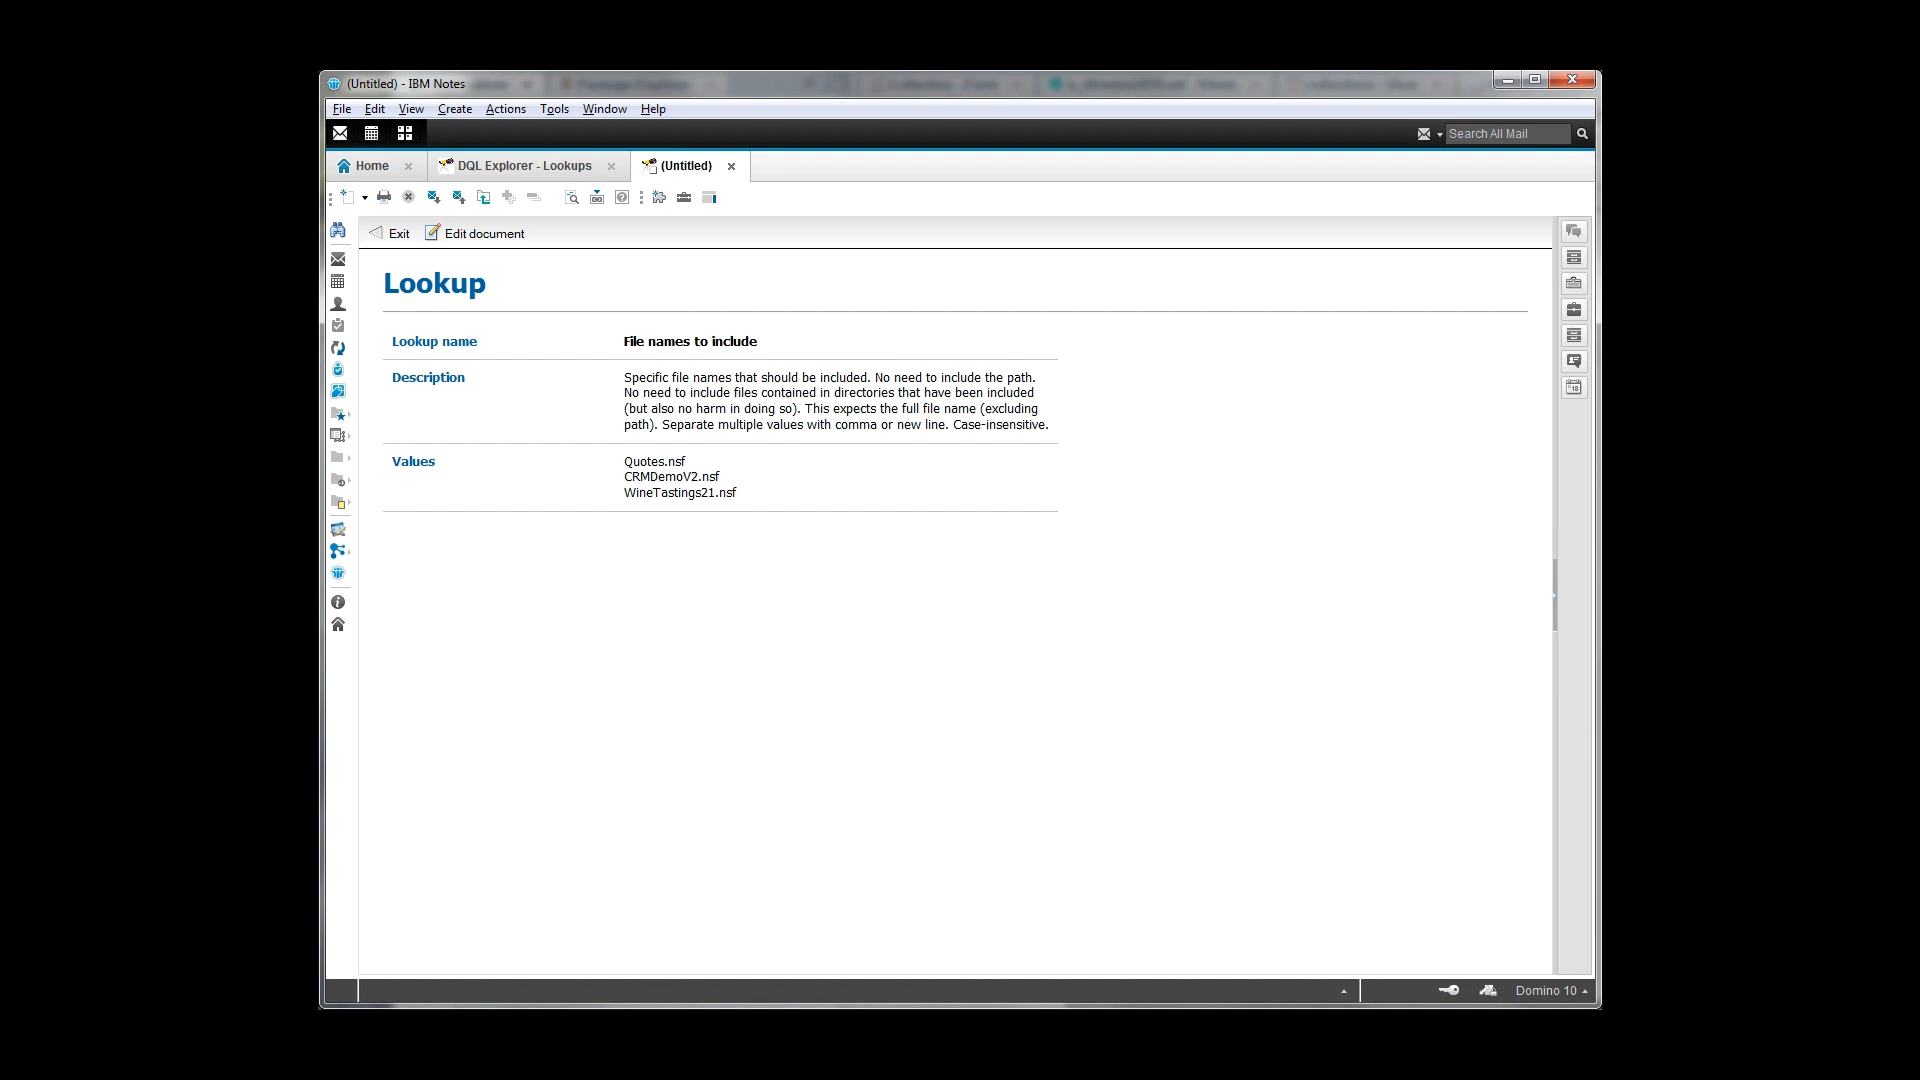 (Untitled) - IBM Notes
File Edit View Create Actions Tools Window Help
Search All Mail
Home
DQL Explorer - Lookups
(Untitled)
Exit
Edit document
Lookup
Lookup name
File names to include
Description
Specific file names that should be included. No need to include the path.
No need to include files contained in directories that have been included
(but also no harm in doing so). This expects the full file name (excluding
path). Separate multiple values with comma or new line. Case-insensitive.
Values
Quotes.nsf
CRMDemoV2.nsf
WineTastings21.nsf
Domino 10